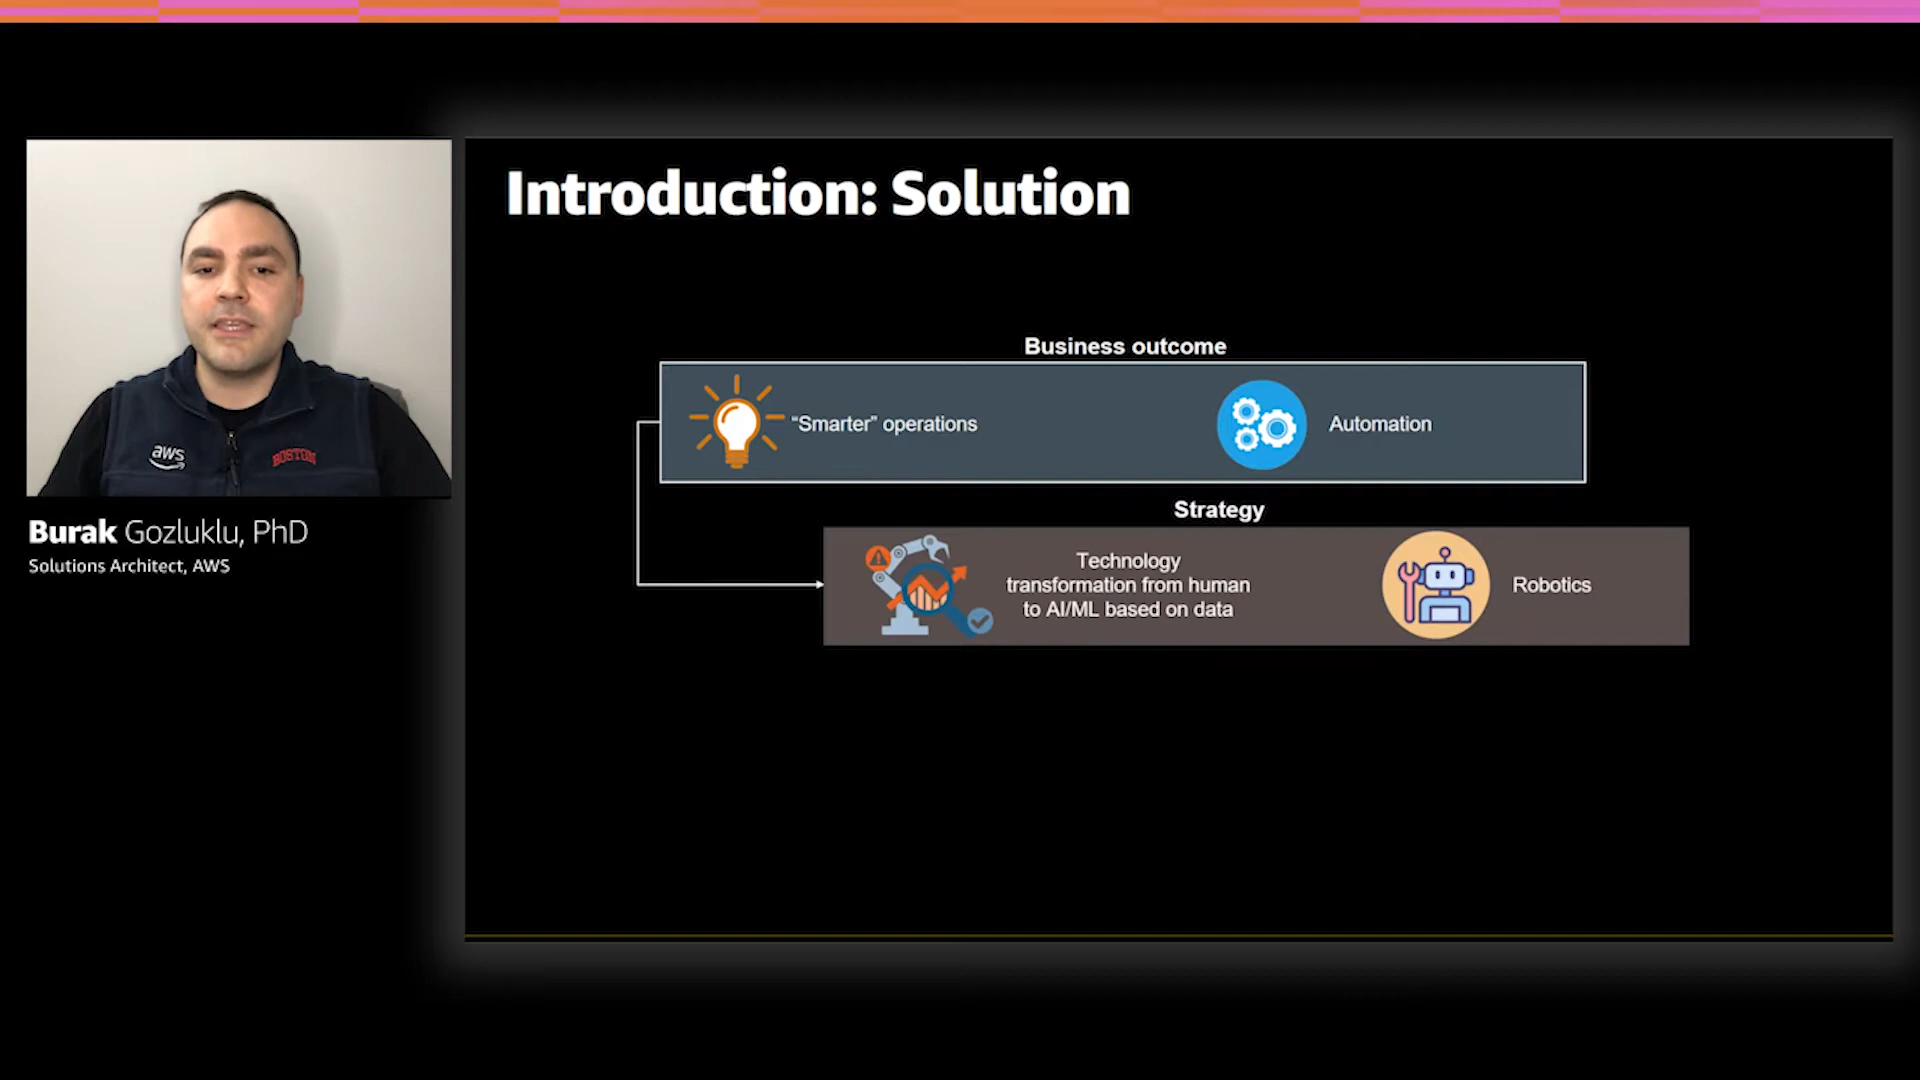 Introduction: Solution
Business outcome
“Smarter” operations
Automation
Strategy
Technology
transformation from human
to AI/ML based on data
Robotics
aws
BOSTON
Burak Gozluklu, PhD
Solutions Architect, AWS